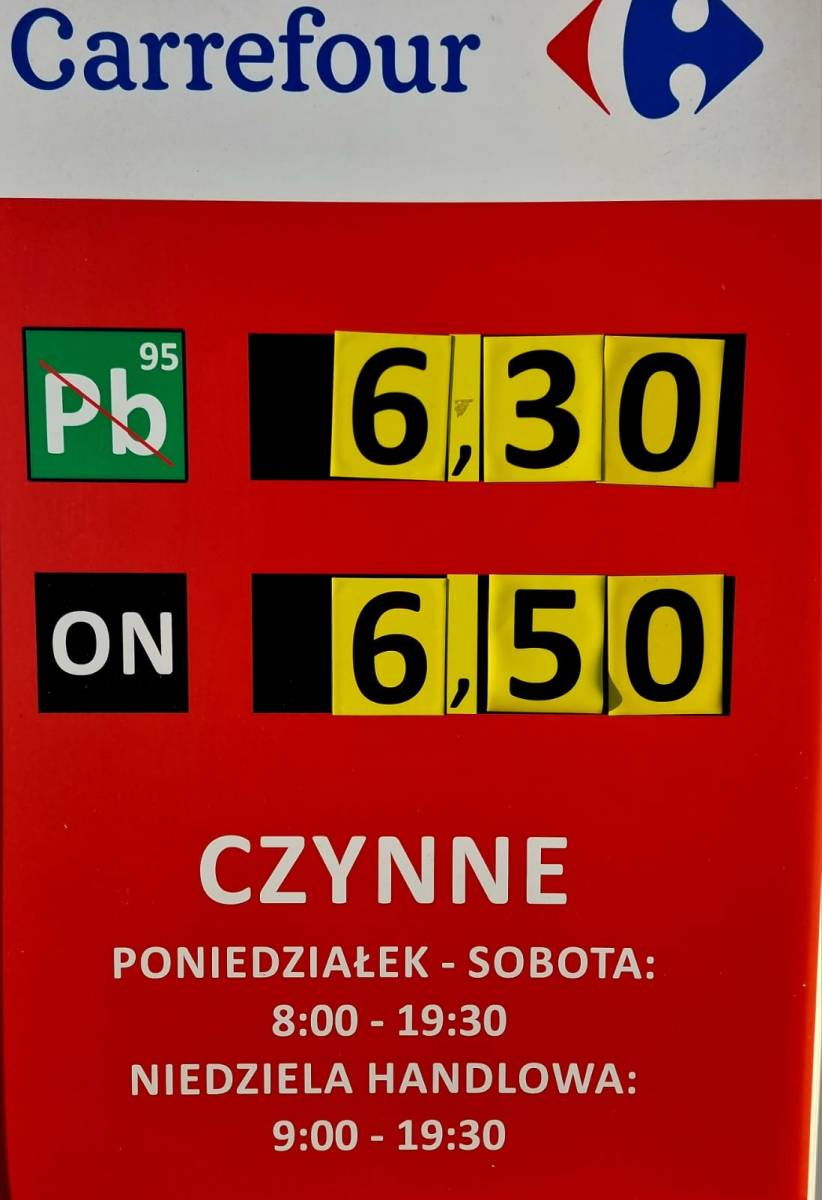 Carrefour
95
Pb
6,30
ON
6,50
CZYNNE
PONIEDZIAŁEK - SOBOTA:
8:00 - 19:30
NIEDZIELA HANDLOWA:
9:00 - 19:30